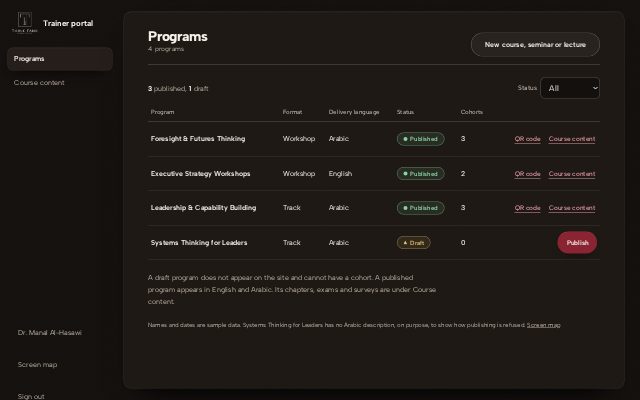 Trainer portal
Programs
Course content
Dr. Manal Al-Hasawi
Screen map
Sign out
Programs
4 programs
New course, seminar or lecture
3 published, 1 draft
Status All
Program Format Delivery language Status Cohorts
Foresight & Futures Thinking Workshop Arabic Published 3 QR code Course content
Executive Strategy Workshops Workshop English Published 2 QR code Course content
Leadership & Capability Building Track Arabic Published 3 QR code Course content
Systems Thinking for Leaders Track Arabic Draft 0 Publish
A draft program does not appear on the site and cannot have a cohort. A published
program appears in English and Arabic. Its chapters, exams and surveys are under Course
content.
Names and dates are sample data. Systems Thinking for Leaders has no Arabic description, on purpose, to show how publishing is refused. Screen map